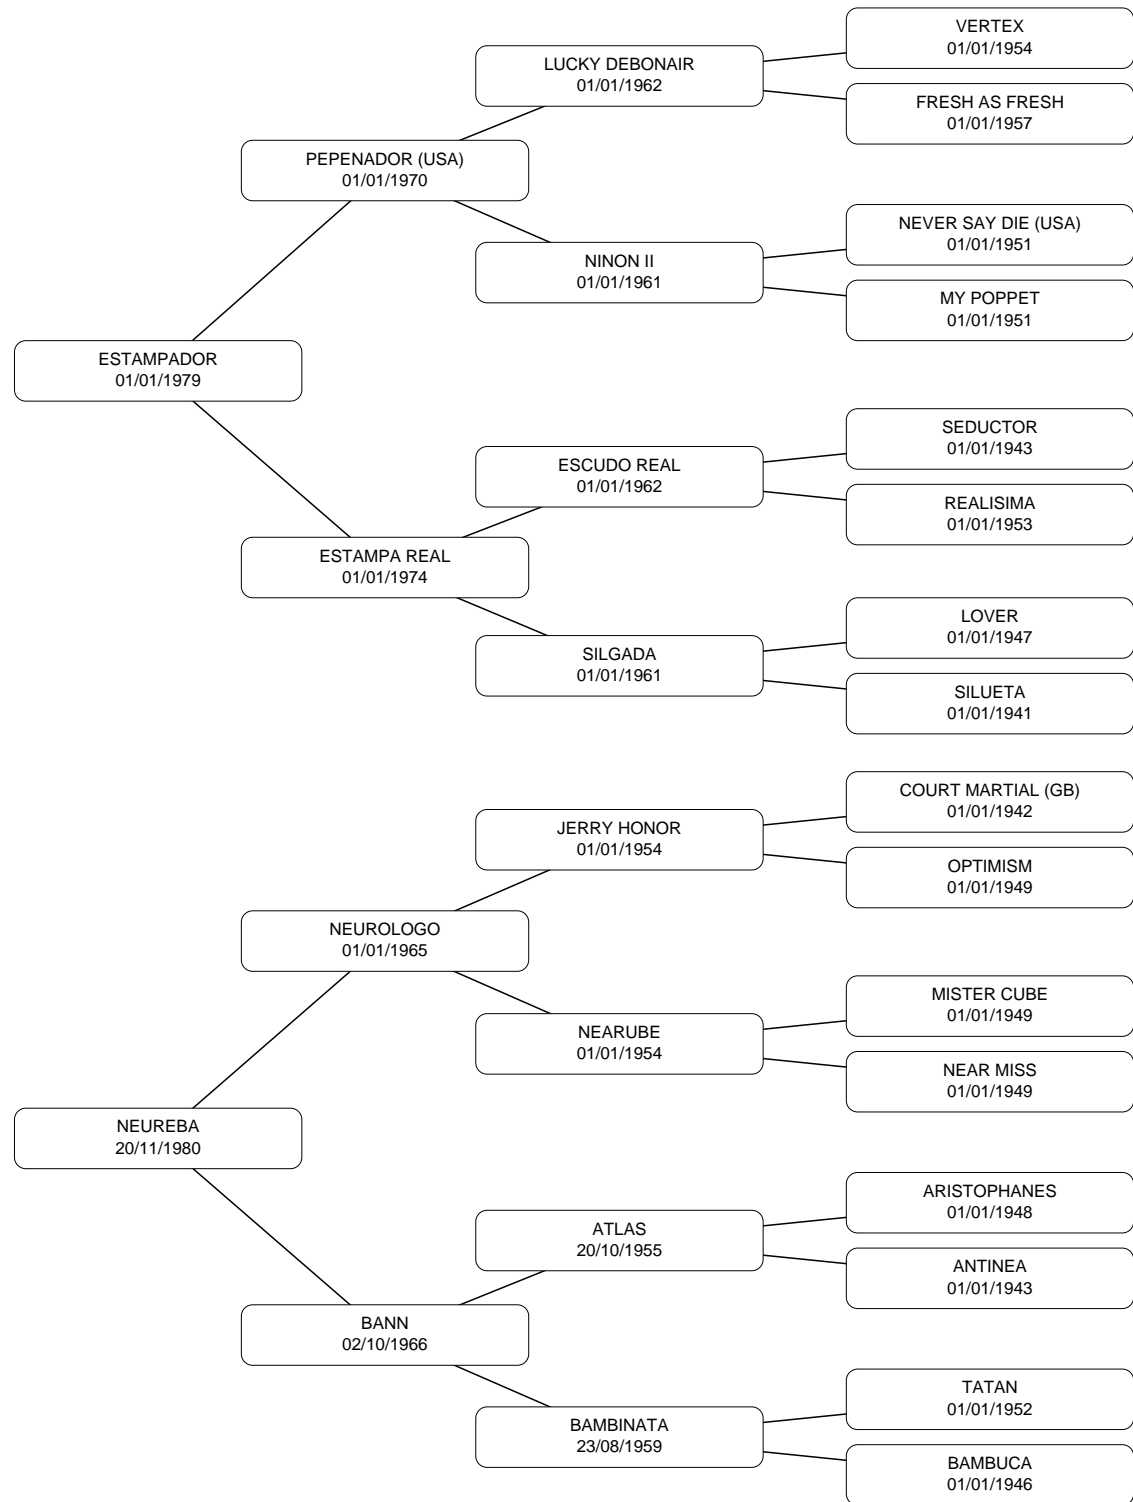 VERTEX
01/01/1954
LUCKY DEBONAIR
01/01/1962
FRESH AS FRESH
01/01/1957
PEPENADOR (USA)
01/01/1970
NEVER SAY DIE (USA)
01/01/1951
NINON II
01/01/1961
MY POPPET
01/01/1951
ESTAMPADOR
01/01/1979
SEDUCTOR
01/01/1943
ESCUDO REAL
01/01/1962
REALISIMA
01/01/1953
ESTAMPA REAL
01/01/1974
LOVER
01/01/1947
SILGADA
01/01/1961
SILUETA
01/01/1941
COURT MARTIAL (GB)
01/01/1942
JERRY HONOR
01/01/1954
OPTIMISM
01/01/1949
NEUROLOGO
01/01/1965
MISTER CUBE
01/01/1949
NEARUBE
01/01/1954
NEAR MISS
01/01/1949
NEUREBA
20/11/1980
ARISTOPHANES
01/01/1948
ATLAS
20/10/1955
ANTINEA
01/01/1943
BANN
02/10/1966
TATAN
01/01/1952
BAMBINATA
23/08/1959
BAMBUCA
01/01/1946